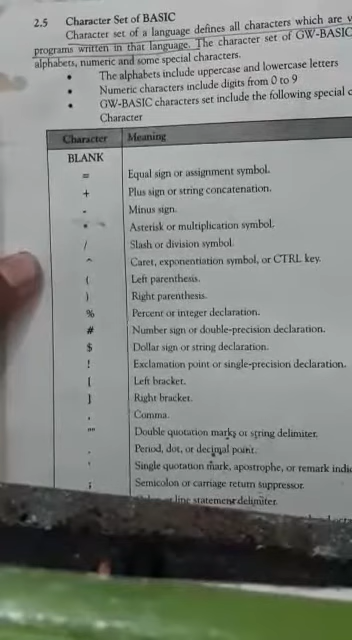 2.5 Character Set of BASIC
Character set of a language defines all characters which are
programs written in that language. The character set of GW-BASIC
alphabets, numeric and some special characters.
• The alphabets include uppercase and lowercase letters
• Numeric characters include digits from 0 to 9
• GW-BASIC characters set include the following special
Character
Character Meaning
BLANK
= Equal sign or assignment symbol.
+ Plus sign or string concatenation.
- Minus sign.
* Asterisk or multiplication symbol.
/ Slash or division symbol.
^ Caret, exponentiation symbol, or CTRL key.
( Left parenthesis.
) Right parenthesis.
% Percent or integer declaration.
# Number sign or double-precision declaration.
$ Dollar sign or string declaration.
! Exclamation point or single-precision declaration.
[ Left bracket.
] Right bracket.
, Comma.
"" Double quotation marks or string delimiter.
. Period, dot, or decimal point.
' Single quotation mark, apostrophe, or remark
; Semicolon or carriage return suppressor.
or line statement delimiter.